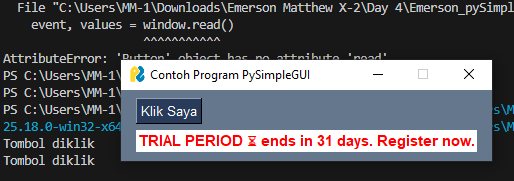 File "C:\Users\MM-1\Downloads\Emerson Matthew X-2\Day 4\Emerson_pySimpl
event, values = window.read()
^^^^^^^^^^^
AttributeError: 'Button' object has no attribute 'read'
PS C:\Users\MM-1\
Contoh Program PySimpleGUI
PS C:\Users\MM-1\
Klik Saya
PS C:\Users\MM-1\
25.18.0-win32-x64
TRIAL PERIOD ⌛ ends in 31 days. Register now.
Tombol diklik
Tombol diklik